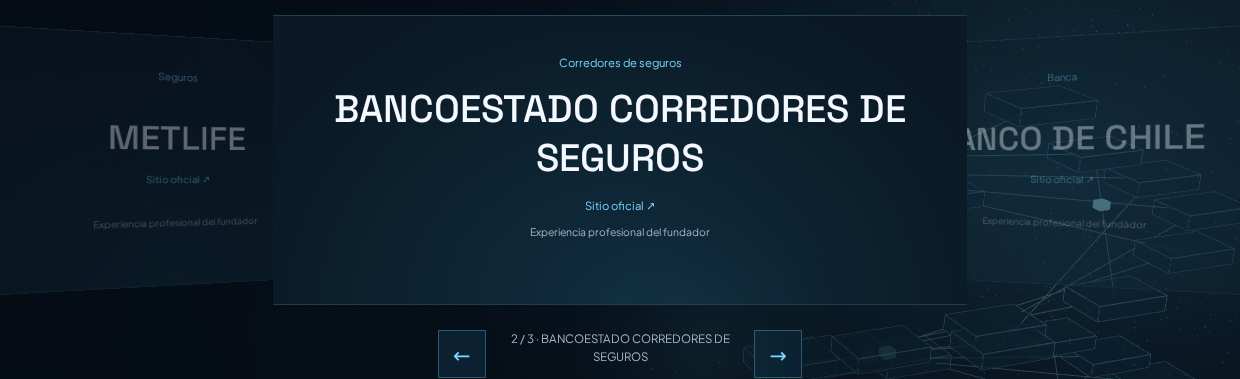 Seguros
METLIFE
Sitio oficial ↗
Experiencia profesional del fundador
Corredores de seguros
BANCOESTADO CORREDORES DE
SEGUROS
Sitio oficial ↗
Experiencia profesional del fundador
Banca
ANCO DE CHILE
Sitio oficial ↗
Experiencia profesional del fundador
←
2 / 3 · BANCOESTADO CORREDORES DE
SEGUROS
→